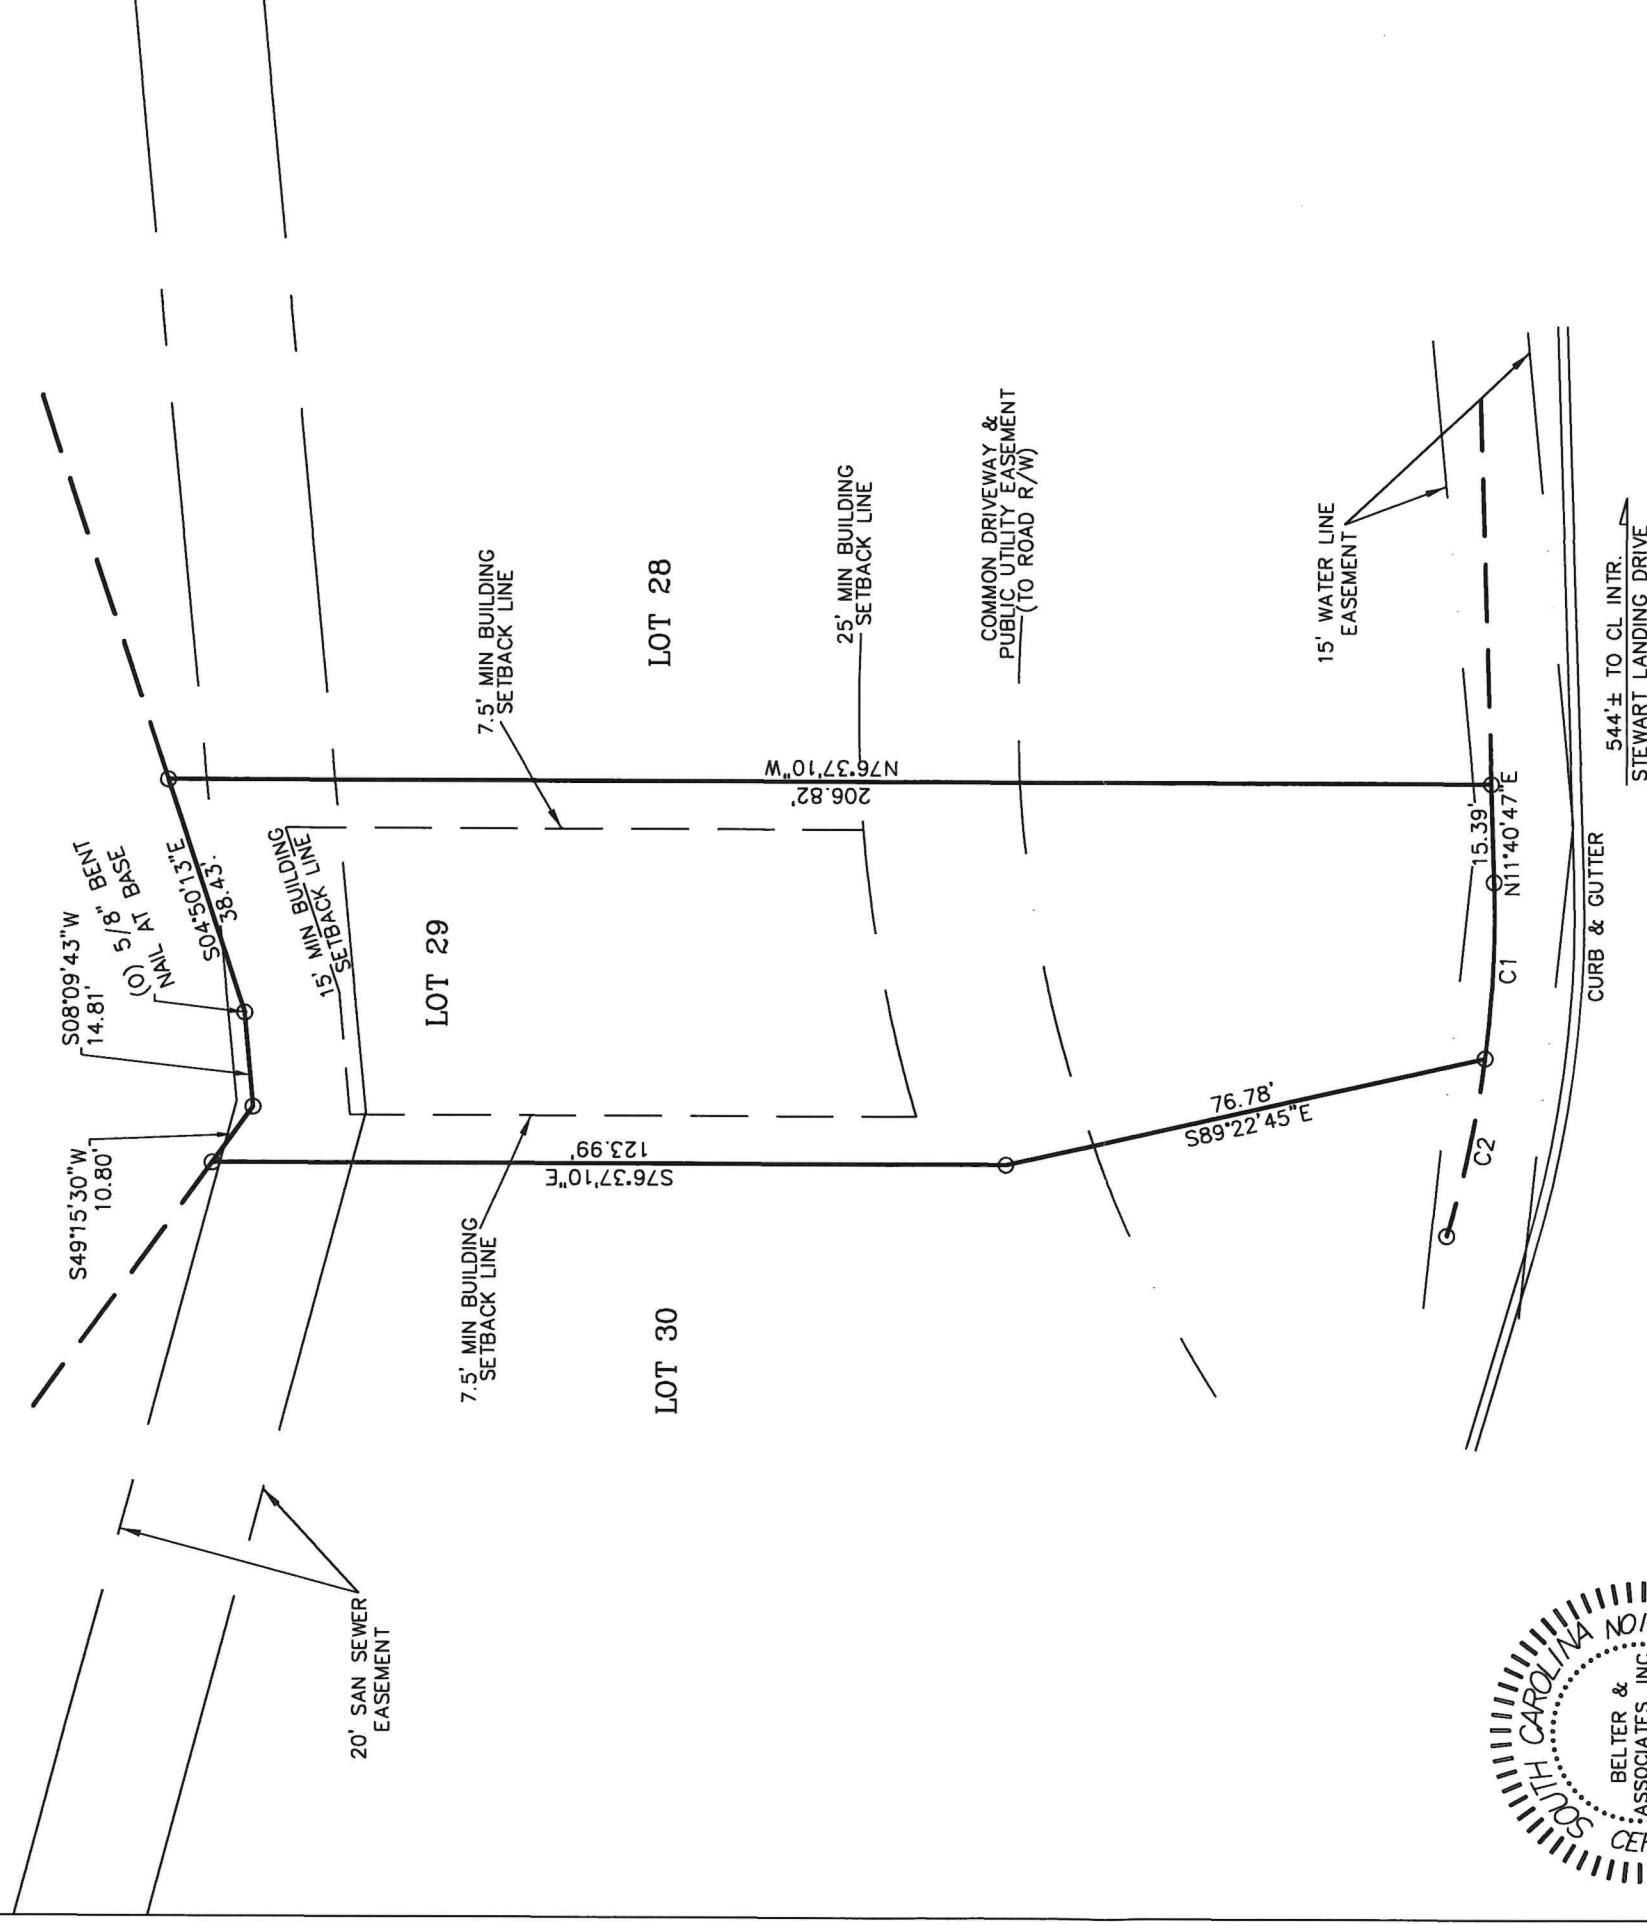 S08°09'43"W
14.81'
(O) 5/8" BENT
NAIL AT BASE
S04°50'13"E
38.43'
S49°15'30"W
10.80'
15' MIN BUILDING
SETBACK LINE
7.5' MIN BUILDING
SETBACK LINE
LOT 28
LOT 29
25' MIN BUILDING
SETBACK LINE
N76°37'10"W
206.82'
COMMON DRIVEWAY &
PUBLIC UTILITY EASEMENT
(TO ROAD R/W)
123.99'
S76°37'10"E
7.5' MIN BUILDING
SETBACK LINE
LOT 30
76.78'
S89°22'45"E
15' WATER LINE
EASEMENT
15.39'
N11°40'47"E
C1
C2
CURB & GUTTER
544'± TO CL INTR.
STEWART LANDING DRIVE
20' SAN SEWER
EASEMENT
SOUTH CAROLINA
BELTER &
ASSOCIATES, INC.